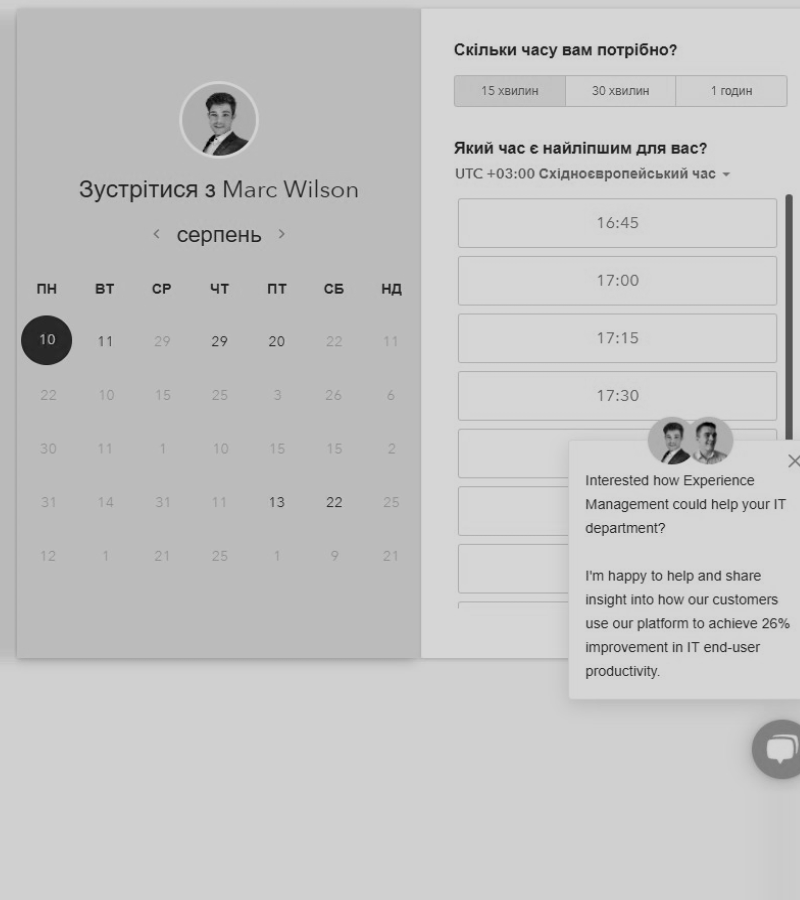 Зустрітися з Marc Wilson
серпень
ПН ВТ СР ЧТ ПТ СБ НД
10 11 29 29 20 22 11
22 10 15 25 3 26 6
30 11 1 10 15 15 2
31 14 31 11 13 22 25
12 1 21 25 1 9 21
Скільки часу вам потрібно?
15 хвилин 30 хвилин 1 годин
Який час є найліпшим для вас?
UTC +03:00 Східноєвропейський час
16:45
17:00
17:15
17:30
Interested how Experience
Management could help your IT
department?
I'm happy to help and share
insight into how our customers
use our platform to achieve 26%
improvement in IT end-user
productivity.